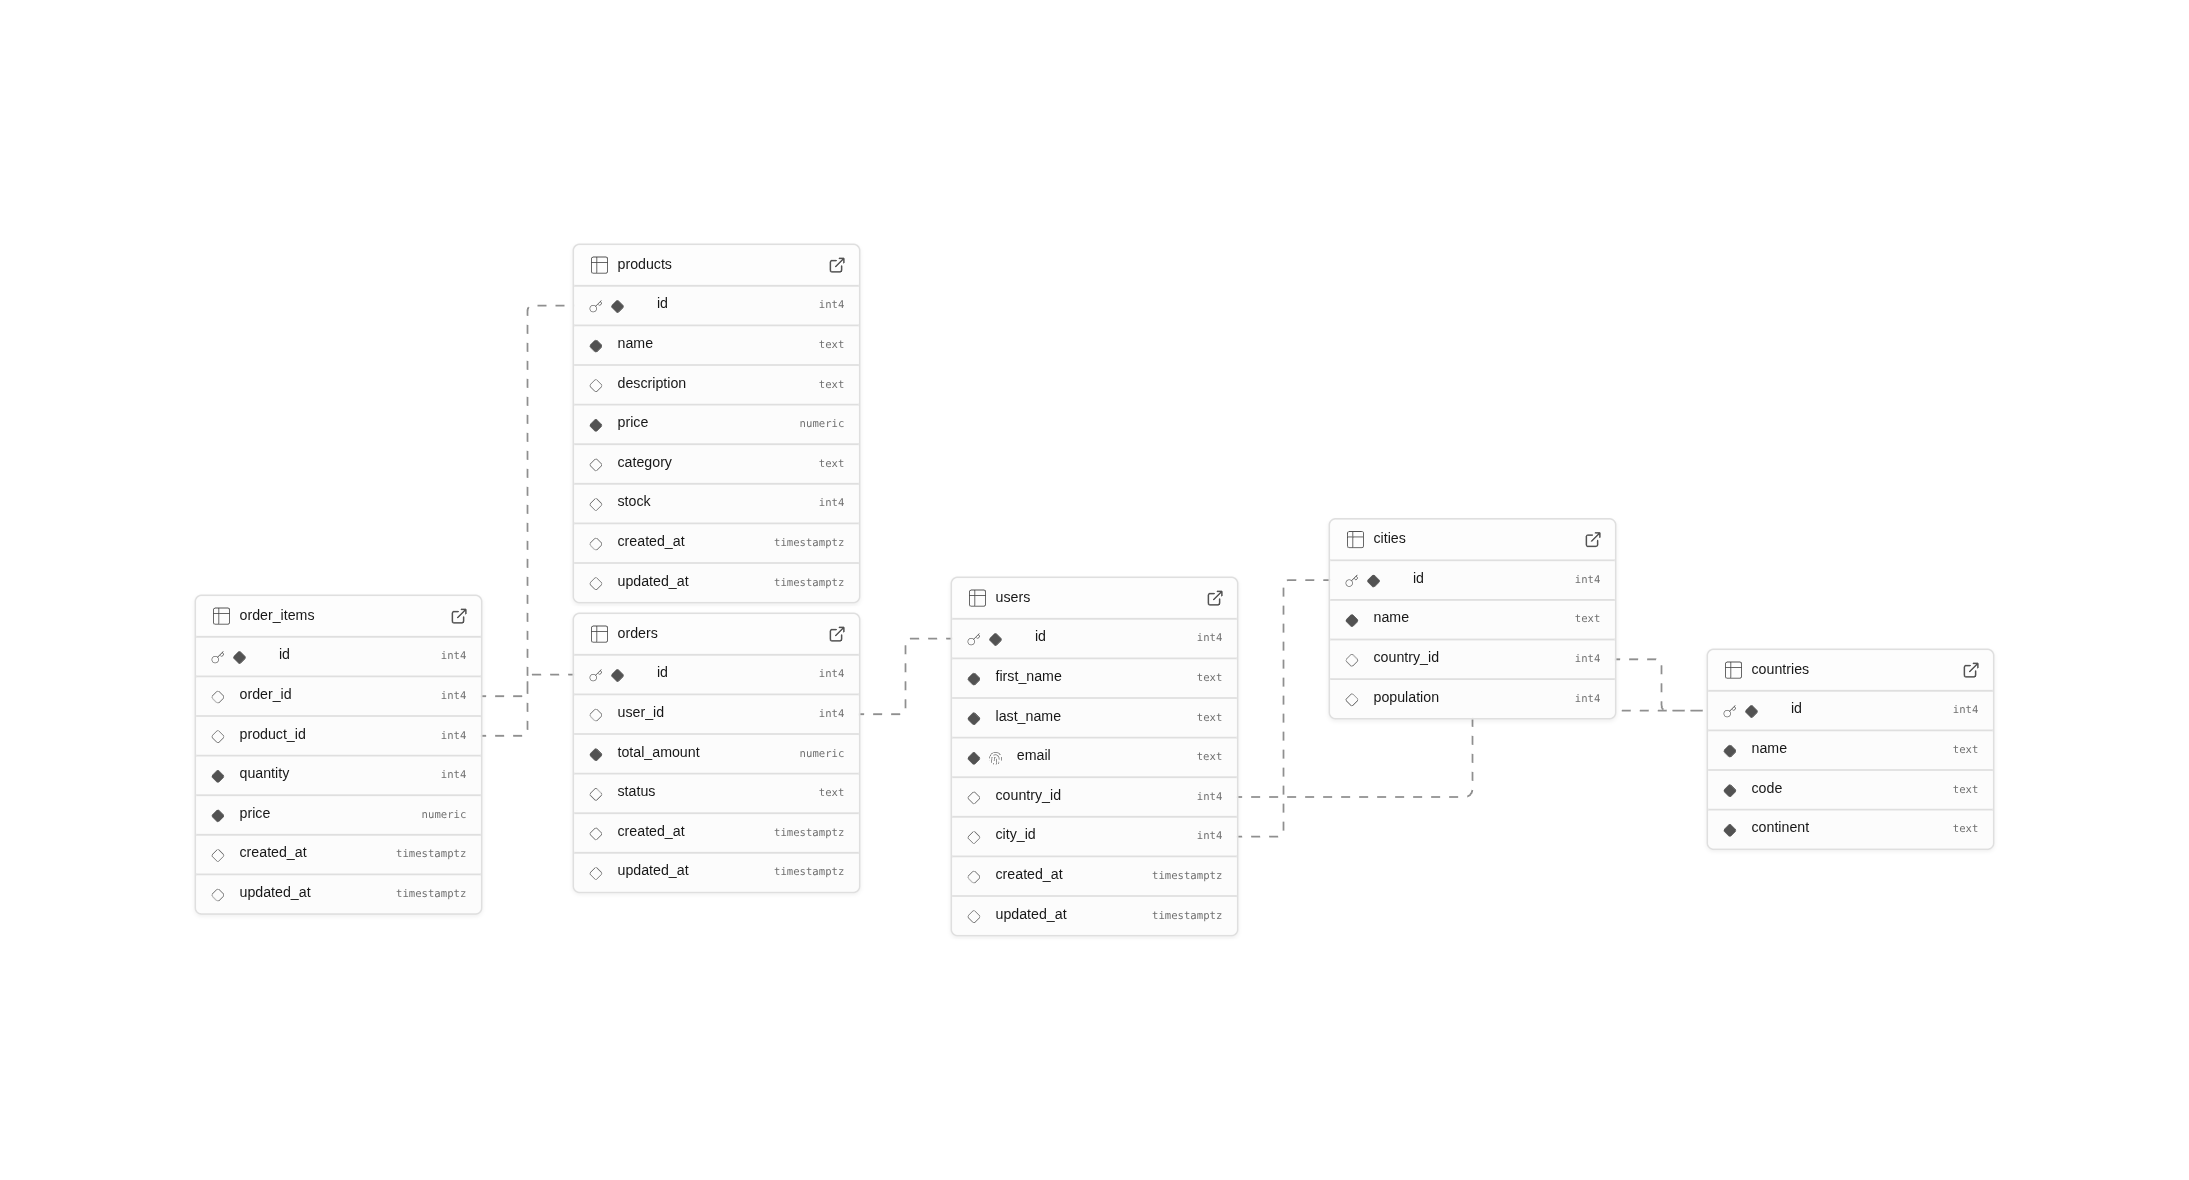 products
id int4
name text
description text
price numeric
category text
stock int4
created_at timestamptz
updated_at timestamptz
order_items
id int4
order_id int4
product_id int4
quantity int4
price numeric
created_at timestamptz
updated_at timestamptz
orders
id int4
user_id int4
total_amount numeric
status text
created_at timestamptz
updated_at timestamptz
users
id int4
first_name text
last_name text
email text
country_id int4
city_id int4
created_at timestamptz
updated_at timestamptz
cities
id int4
name text
country_id int4
population int4
countries
id int4
name text
code text
continent text